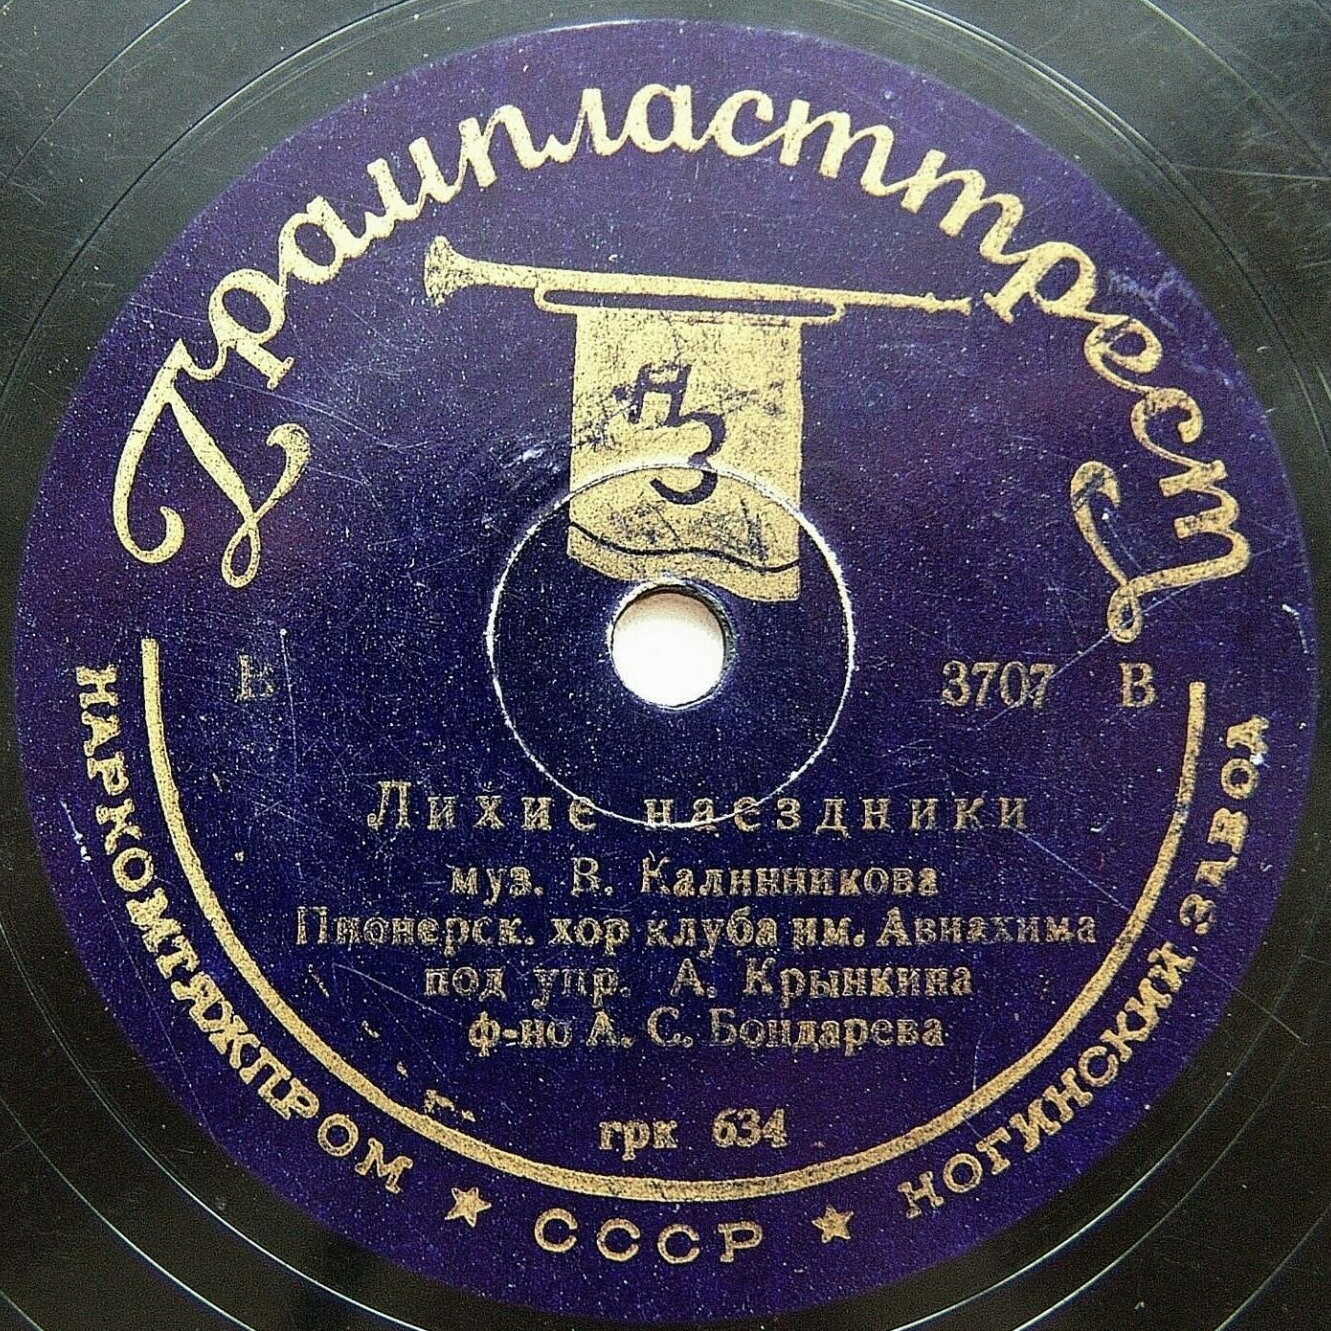 Грампласттрест
НЗ
В 3707 В
Лихие наездники
муз. В. Калинникова
Пионерск. хор клуба им. Авиахима
под упр. А. Крынкина
ф-но А. С. Бондарева
грк 634
НАРКОМТЯЖПРОМ ★ СССР ★ НОГИНСКИЙ ЗАВОД